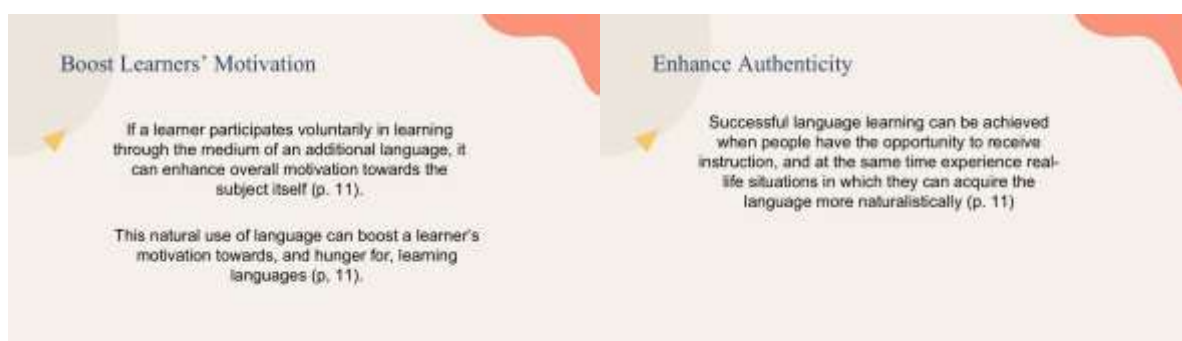 Boost Learners' Motivation
If a learner participates voluntarily in learning
through the medium of an additional language, it
can enhance overall motivation towards the
subject itself (p. 11).
This natural use of language can boost a learner's
motivation towards, and hunger for, learning
languages (p. 11).
Enhance Authenticity
Successful language learning can be achieved
when people have the opportunity to receive
instruction, and at the same time experience real-
life situations in which they can acquire the
language more naturalistically (p. 11)